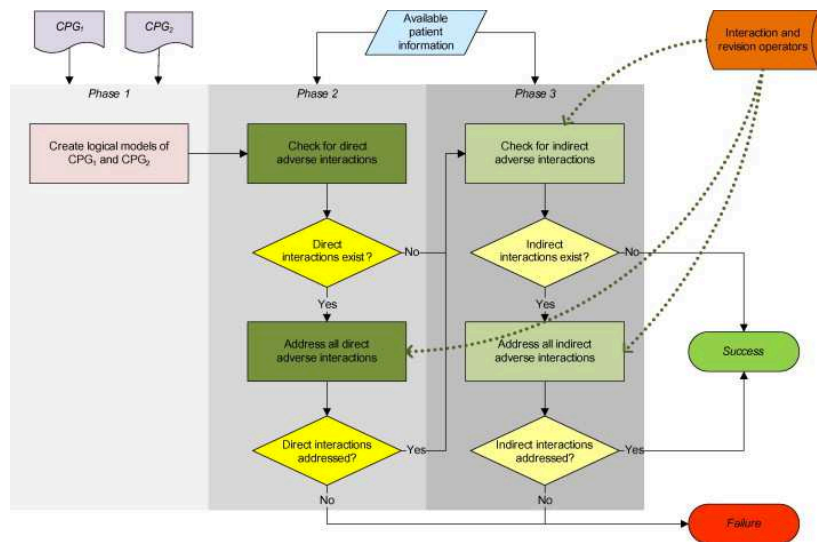 CPG₁
CPG₂
Available
patient
information
Interaction and
revision operators
Phase 1
Phase 2
Phase 3
Create logical models of
CPG₁ and CPG₂
Check for direct
adverse interactions
Check for indirect
adverse interactions
Direct
interactions exist?
No
Indirect
interactions exist?
No
Yes
Yes
Address all direct
adverse interactions
Address all indirect
adverse interactions
Success
Direct interactions
addressed?
Yes
Indirect interactions
addressed?
Yes
No
No
Failure